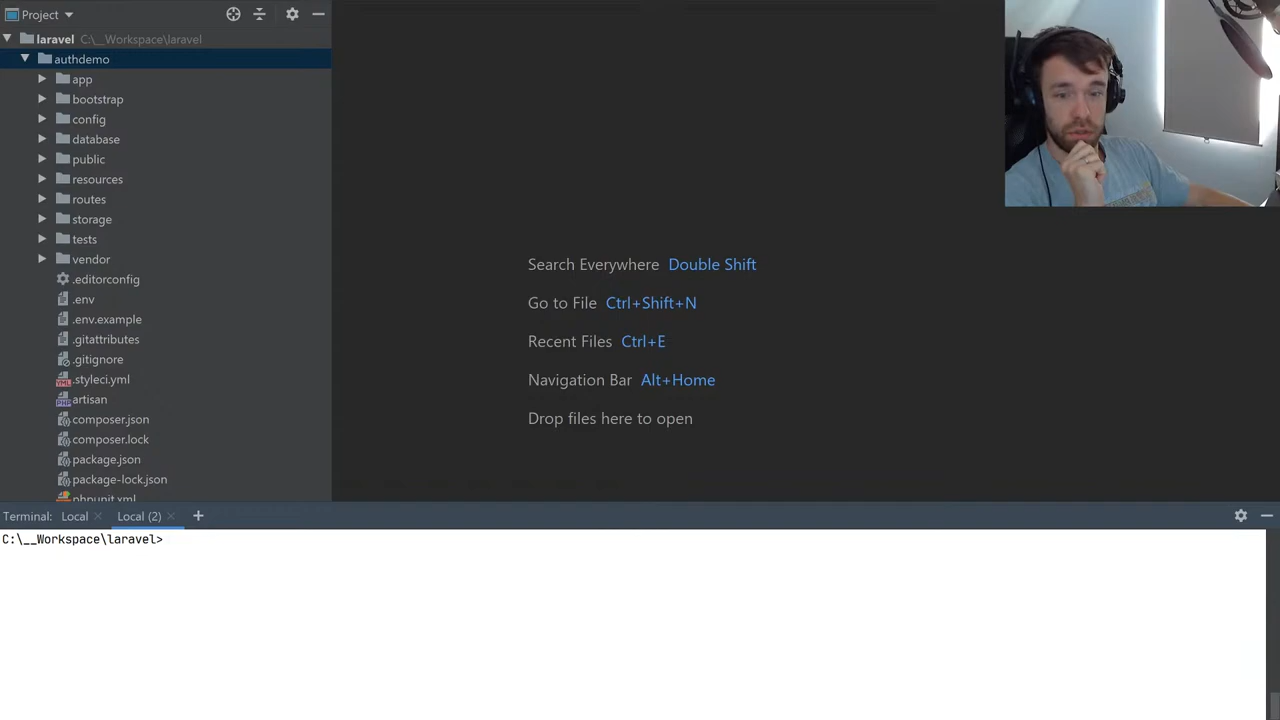 Project
laravel C:\__Workspace\laravel
authdemo
app
bootstrap
config
database
public
resources
routes
storage
tests
vendor
.editorconfig
.env
.env.example
.gitattributes
.gitignore
.styleci.yml
artisan
composer.json
composer.lock
package.json
package-lock.json
phpunit.xml
Search Everywhere Double Shift
Go to File Ctrl+Shift+N
Recent Files Ctrl+E
Navigation Bar Alt+Home
Drop files here to open
Terminal: Local Local (2)
C:\__Workspace\laravel>